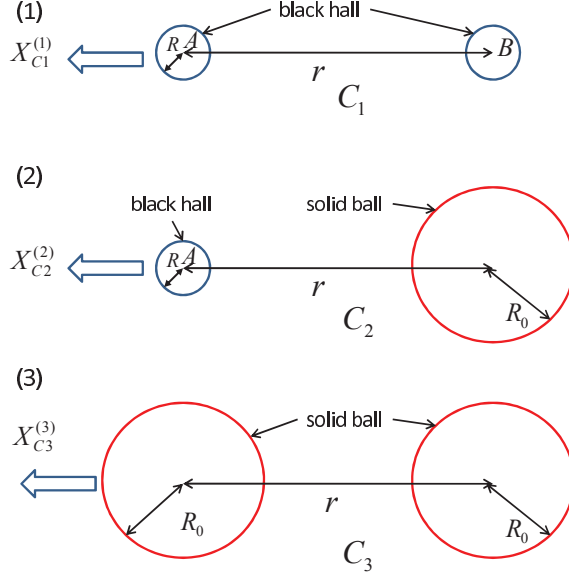 (1)
black hall
X_{C1}^{(1)}
R A
B
r
C_1
(2)
black hall
solid ball
X_{C2}^{(2)}
R A
r
R_0
C_2
(3)
solid ball
X_{C3}^{(3)}
r
R_0
R_0
C_3